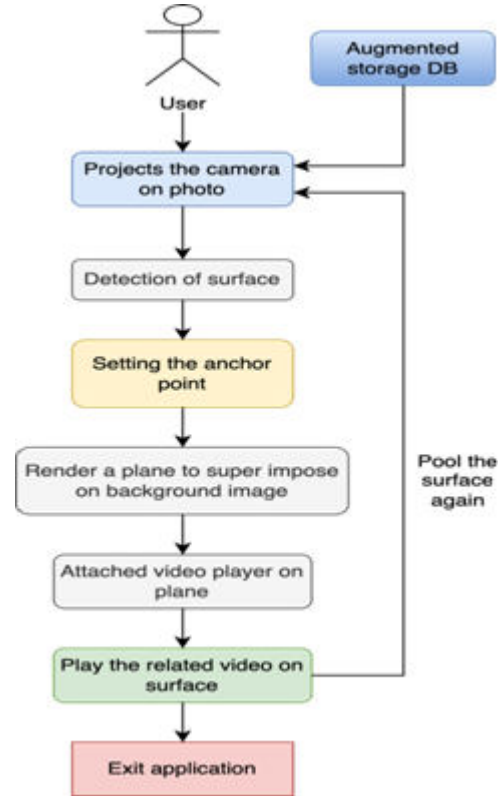 Augmented
storage DB
User
Projects the camera
on photo
Detection of surface
Setting the anchor
point
Render a plane to super impose
on background image
Pool the
surface
again
Attached video player on
plane
Play the related video on
surface
Exit application